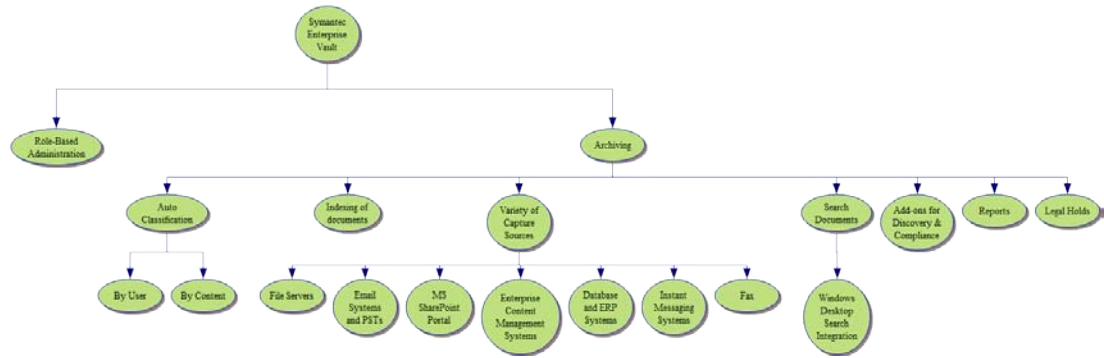 Symantec
Enterprise
Vault
Role-Based
Administration
Archiving
Auto
Classification
Indexing of
documents
Variety of
Capture
Sources
Search
Documents
Add-ons for
Discovery &
Compliance
Reports
Legal Holds
By User
By Content
File Servers
Email
Systems
and PSTs
MS
SharePoint
Portal
Enterprise
Content
Management
Systems
Database
and ERP
Systems
Instant
Messaging
Systems
Fax
Windows
Desktop
Search
Integration